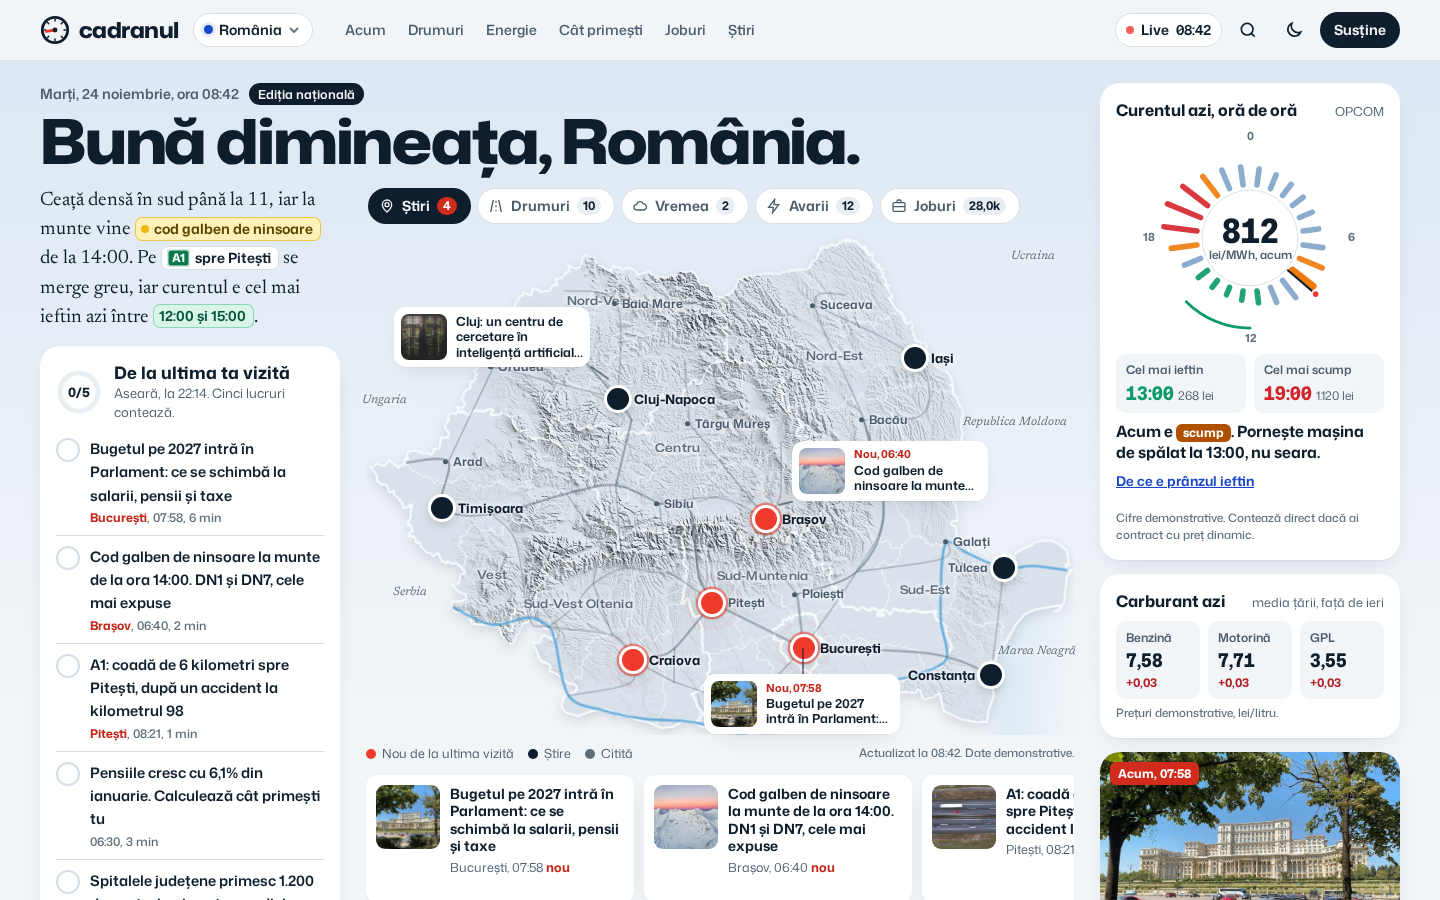 cadranul
România
Acum
Drumuri
Energie
Cât primești
Joburi
Știri
Live 08:42
Susține
Marți, 24 noiembrie, ora 08:42
Ediția națională
Bună dimineața, România.
Ceață densă în sud până la 11, iar la
munte vine cod galben de ninsoare
de la 14:00. Pe A1 spre Pitești se
merge greu, iar curentul e cel mai
ieftin azi între 12:00 și 15:00.
0/5
De la ultima ta vizită
Aseară, la 22:14. Cinci lucruri
contează.
Bugetul pe 2027 intră în
Parlament: ce se schimbă la
salarii, pensii și taxe
București, 07:58, 6 min
Cod galben de ninsoare la munte
de la ora 14:00. DN1 și DN7, cele
mai expuse
Brașov, 06:40, 2 min
A1: coadă de 6 kilometri spre
Pitești, după un accident la
kilometrul 98
Pitești, 08:21, 1 min
Pensiile cresc cu 6,1% din
ianuarie. Calculează cât primești
tu
06:30, 3 min
Spitalele județene primesc 1.200
Știri 4
Drumuri 10
Vremea 2
Avarii 12
Joburi 28,0k
Ucraina
Baia Mare
Suceava
Cluj: un centru de
cercetare în
inteligență artificial...
Nord-Est
Iași
Oradea
Ungaria
Cluj-Napoca
Târgu Mureș
Bacău
Republica Moldova
Centru
Nou, 06:40
Cod galben de
ninsoare la munte...
Arad
Timișoara
Sibiu
Brașov
Galați
Tulcea
Vest
Sud-Muntenia
Serbia
Sud-Vest Oltenia
Pitești
Ploiești
Sud-Est
Craiova
București
Marea Neagră
Constanța
Nou, 07:58
Bugetul pe 2027
intră în Parlament:...
Nou de la ultima vizită
Știre
Citită
Actualizat la 08:42. Date demonstrative.
Bugetul pe 2027 intră în
Parlament: ce se
schimbă la salarii, pensii
și taxe
București, 07:58 nou
Cod galben de ninsoare
la munte de la ora 14:00.
DN1 și DN7, cele mai
expuse
Brașov, 06:40 nou
A1: coadă
spre Pitești
accident
Pitești, 08:21
Curentul azi, oră de oră
OPCOM
0
18
812
lei/MWh, acum
6
12
Cel mai ieftin
13:00 268 lei
Cel mai scump
19:00 1.120 lei
Acum e scump. Pornește mașina
de spălat la 13:00, nu seara.
De ce e prânzul ieftin
Cifre demonstrative. Contează direct dacă ai
contract cu preț dinamic.
Carburant azi
media țării, față de ieri
Benzină
7,58
+0,03
Motorină
7,71
+0,03
GPL
3,55
+0,03
Prețuri demonstrative, lei/litru.
Acum, 07:58